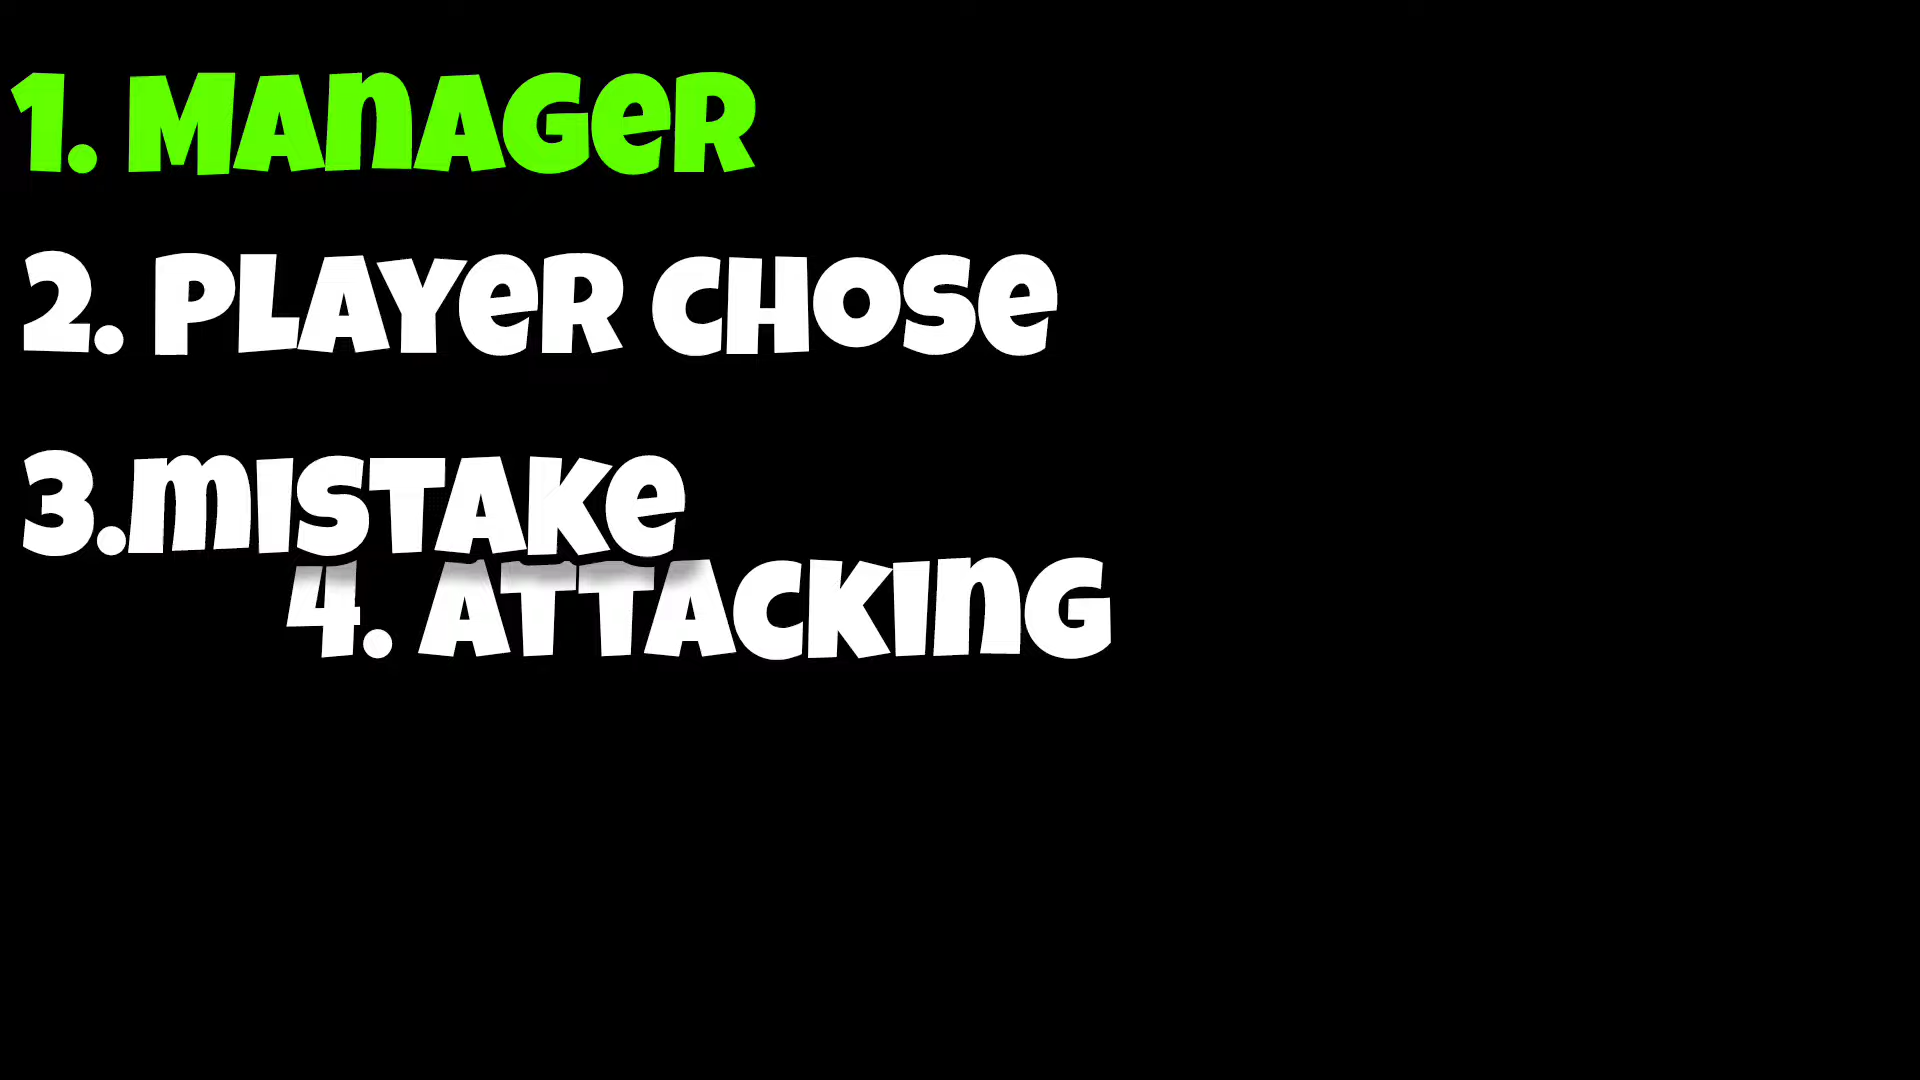 1. MANAGER
2. PLAYER CHOSE
3.MISTAKE
4. ATTACKING